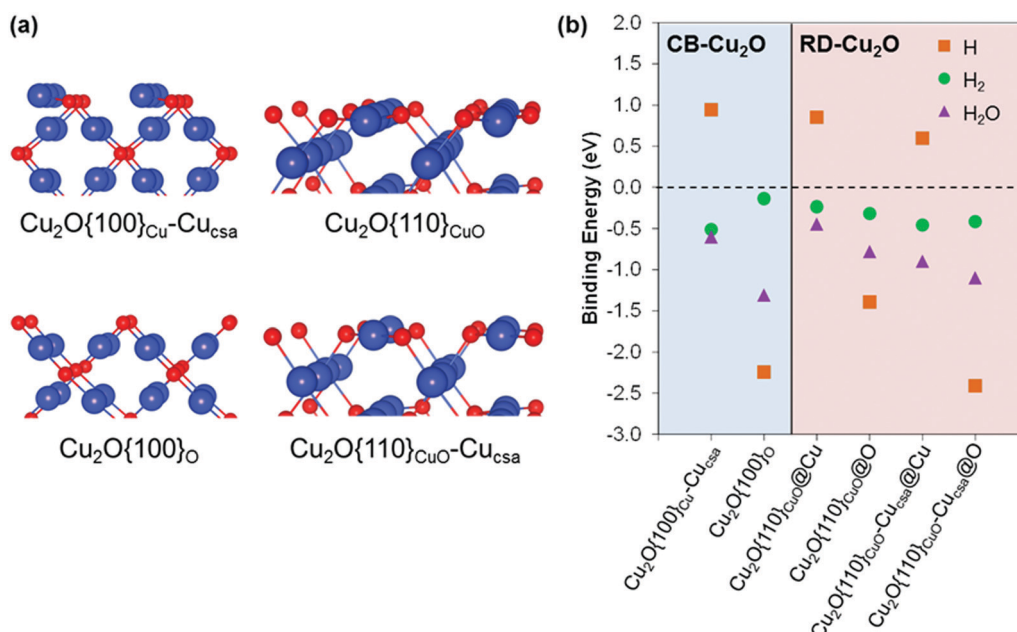 (a)
Cu₂O{100}Cu-Cucsa
Cu₂O{110}CuO
Cu₂O{100}O
Cu₂O{110}CuO-Cucsa
(b)
CB-Cu₂O
RD-Cu₂O
H
H₂
H₂O
Binding Energy (eV)
2.0
1.5
1.0
0.5
0.0
-0.5
-1.0
-1.5
-2.0
-2.5
-3.0
Cu₂O{100}Cu-Cucsa
Cu₂O{100}O
Cu₂O{110}CuO@Cu
Cu₂O{110}CuO@O
Cu₂O{110}CuO-Cucsa@Cu
Cu₂O{110}CuO-Cucsa@O